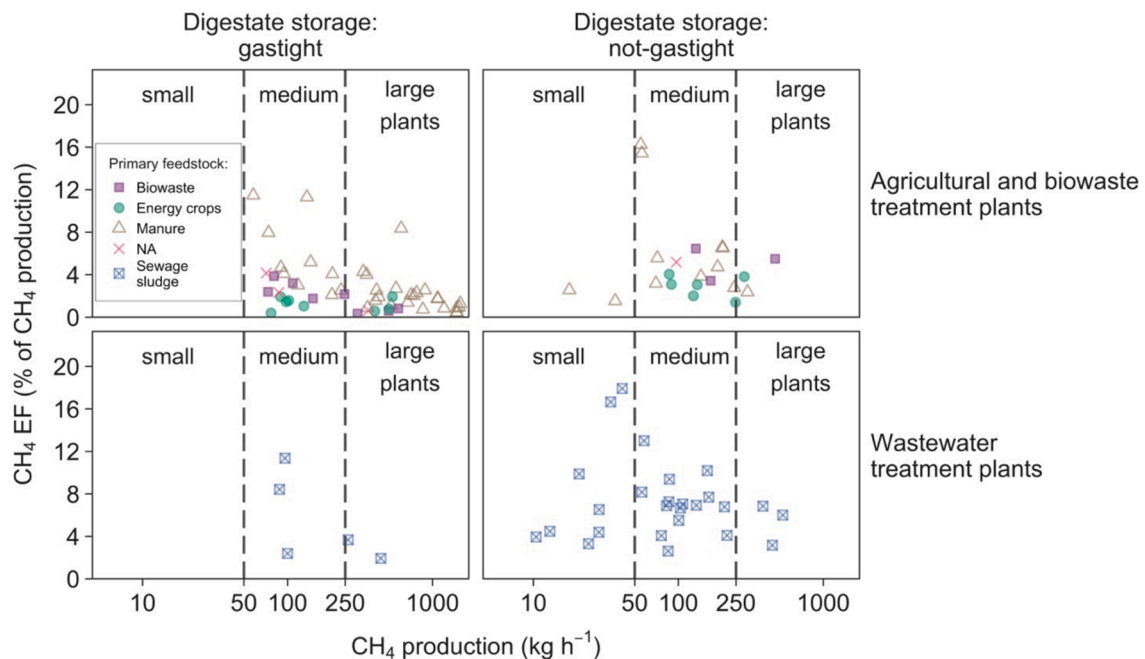 Digestate storage:
gastight
Digestate storage:
not-gastight
CH₄ EF (% of CH₄ production)
20
16
12
8
4
0
small
medium
large
plants
Primary feedstock:
Biowaste
Energy crops
Manure
NA
Sewage
sludge
small
medium
large
plants
Agricultural and biowaste
treatment plants
20
16
12
8
4
0
small
medium
large
plants
small
medium
large
plants
Wastewater
treatment plants
10
50
100
250
1000
10
50
100
250
1000
CH₄ production (kg h⁻¹)